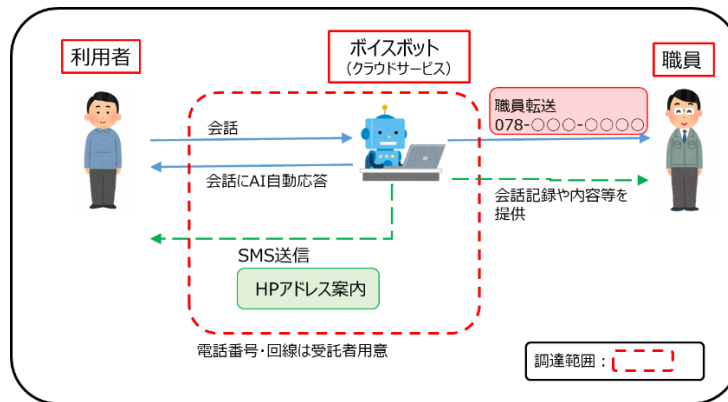 利用者
ボイスボット
（クラウドサービス）
職員
職員転送
078-○○○-○○○○
会話
会話にAI自動応答
会話記録や内容等を
提供
SMS送信
HPアドレス案内
電話番号・回線は受託者用意
調達範囲：